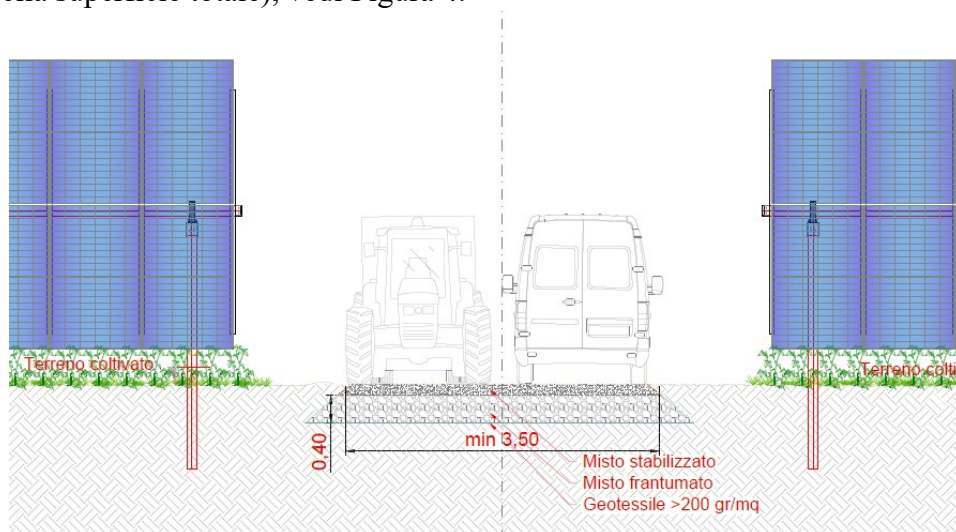 Terreno coltivato
Terreno colti
0,40
min 3,50
Misto stabilizzato
Misto frantumato
Geotessile >200 gr/mq